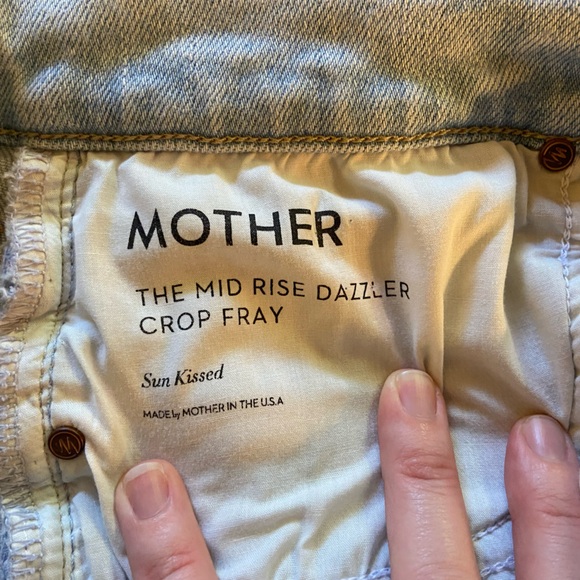 MOTHER
THE MID RISE DAZZLER
CROP FRAY
Sun Kissed
MADE by MOTHER IN THE U.S.A